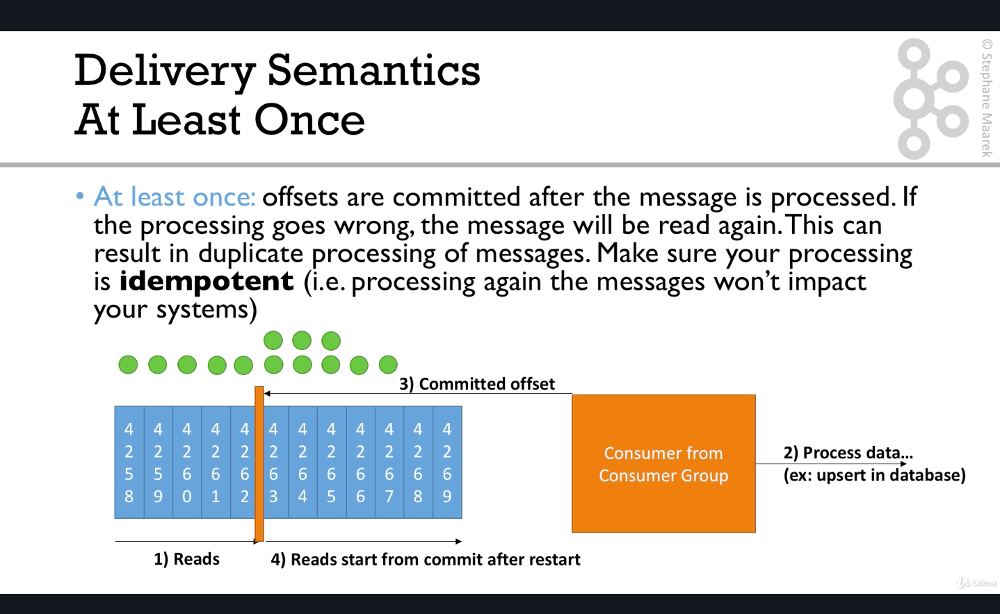 Delivery Semantics
At Least Once
© Stephane Maarek
• At least once: offsets are committed after the message is processed. If
the processing goes wrong, the message will be read again. This can
result in duplicate processing of messages. Make sure your processing
is idempotent (i.e. processing again the messages won’t impact
your systems)
3) Committed offset
4258 4259 4260 4261 4262 4263 4264 4265 4266 4267 4268 4269
Consumer from
Consumer Group
2) Process data...
(ex: upsert in database)
1) Reads
4) Reads start from commit after restart
Udemy